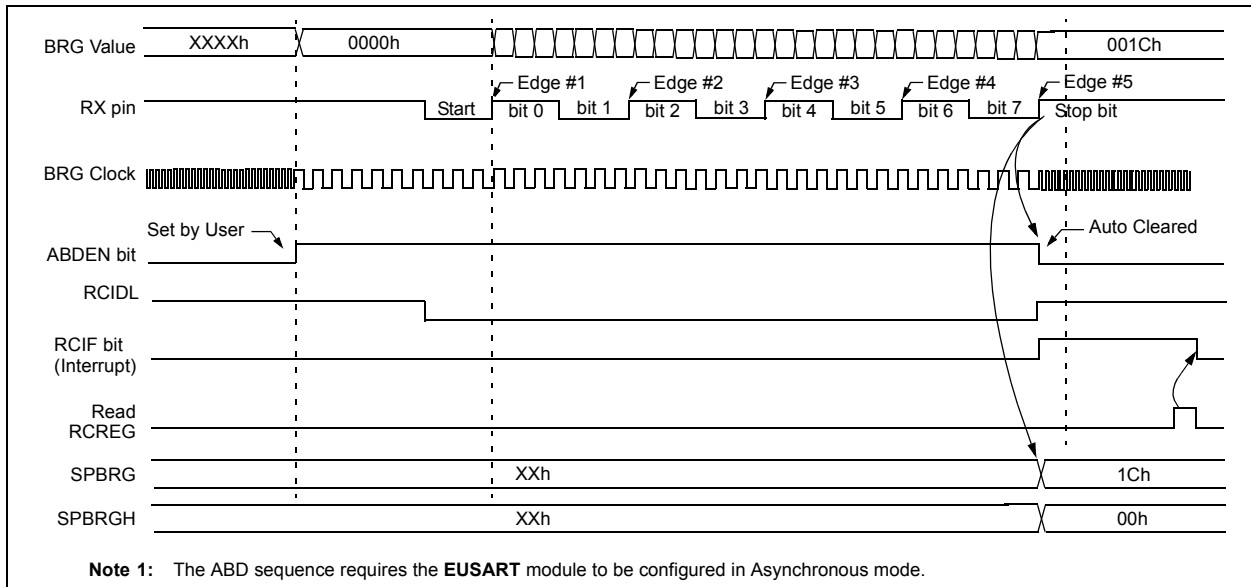 BRG Value XXXXh 0000h 001Ch
Edge #1 Edge #2 Edge #3 Edge #4 Edge #5
RX pin Start bit 0 bit 1 bit 2 bit 3 bit 4 bit 5 bit 6 bit 7 Stop bit
BRG Clock
Set by User Auto Cleared
ABDEN bit
RCIDL
RCIF bit
(Interrupt)
Read
RCREG
SPBRG XXh 1Ch
SPBRGH XXh 00h
Note 1: The ABD sequence requires the EUSART module to be configured in Asynchronous mode.